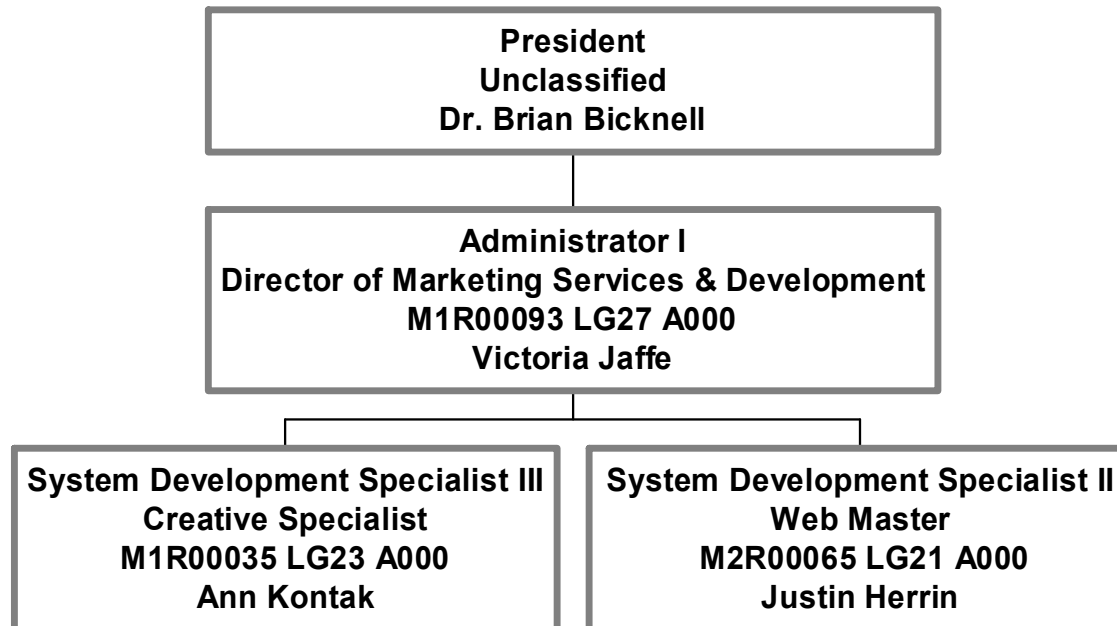 President
Unclassified
Dr. Brian Bicknell
Administrator I
Director of Marketing Services & Development
M1R00093 LG27 A000
Victoria Jaffe
System Development Specialist III
Creative Specialist
M1R00035 LG23 A000
Ann Kontak
System Development Specialist II
Web Master
M2R00065 LG21 A000
Justin Herrin